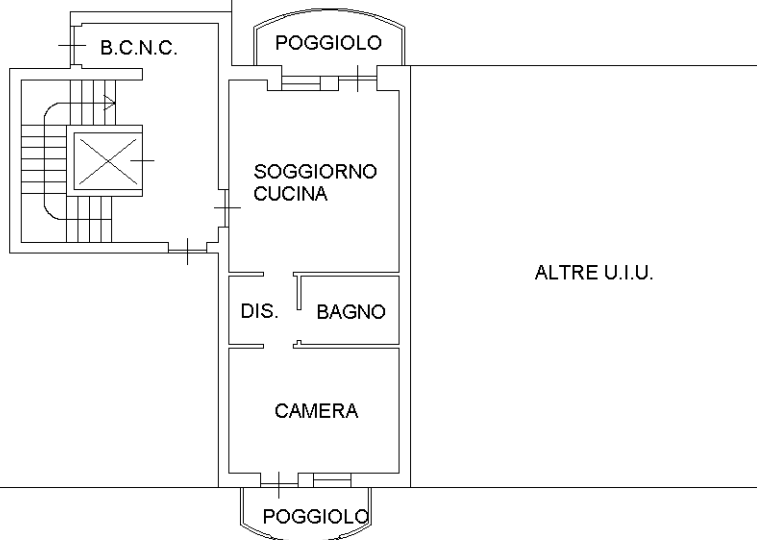 POGGIOLO
B.C.N.C.
SOGGIORNO
CUCINA
ALTRE U.I.U.
DIS.
BAGNO
CAMERA
POGGIOLO